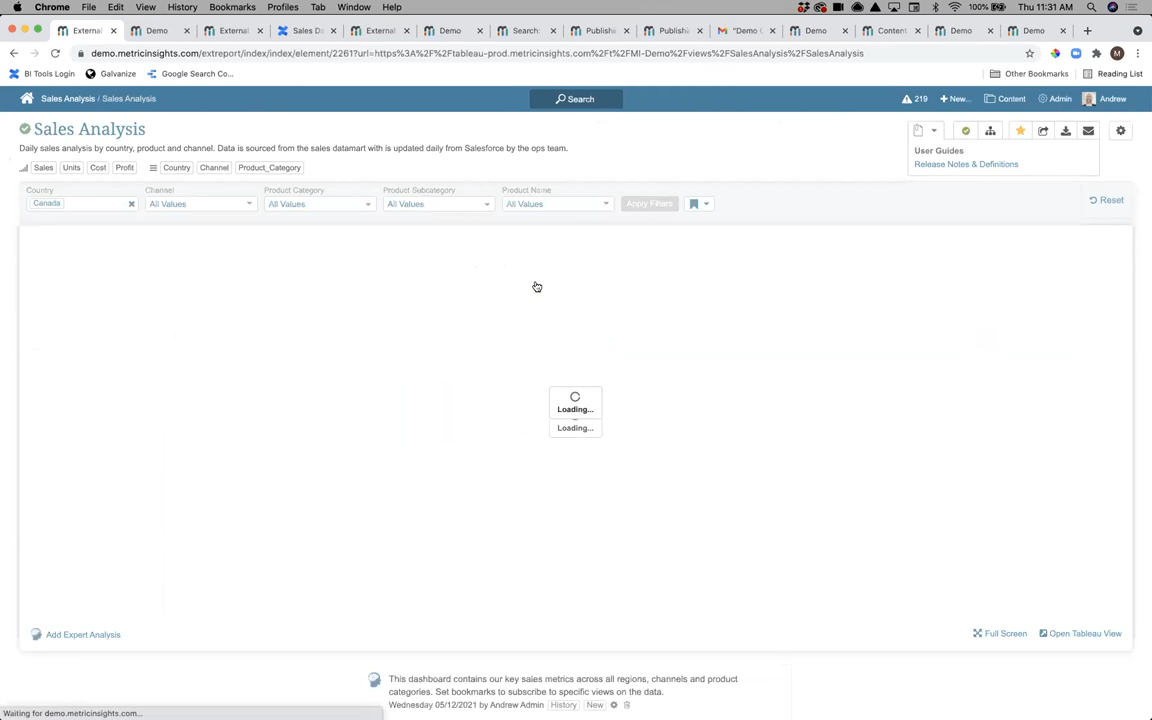 Chrome File Edit View History Bookmarks Profiles Tab Window Help 100% Thu 11:31 AM
External Demo External Sales Da External Demo Search: Publishi Publishi "Demo Demo Content Demo Demo
demo.metricinsights.com/extreport/index/index/element/2261?url=https%3A%2F%2Ftableau-prod.metricinsights.com%2Ft%2FMI-Demo%2Fviews%2FSalesAnalysis%2FSalesAnalysis M
BI Tools Login Galvanize Google Search Co... Other Bookmarks Reading List
Sales Analysis / Sales Analysis Search 219 + New... Content Admin Andrew
Sales Analysis
Daily sales analysis by country, product and channel. Data is sourced from the sales datamart with is updated daily from Salesforce by the ops team.
User Guides
Release Notes & Definitions
Sales Units Cost Profit Country Channel Product_Category
Country Channel Product Category Product Subcategory Product Name
Canada All Values All Values All Values All Values Apply Filters Reset
Loading...
Loading...
Add Expert Analysis Full Screen Open Tableau View
This dashboard contains our key sales metrics across all regions, channels and product
categories. Set bookmarks to subscribe to specific views on the data.
Wednesday 05/12/2021 by Andrew Admin History New
Waiting for demo.metricinsights.com...